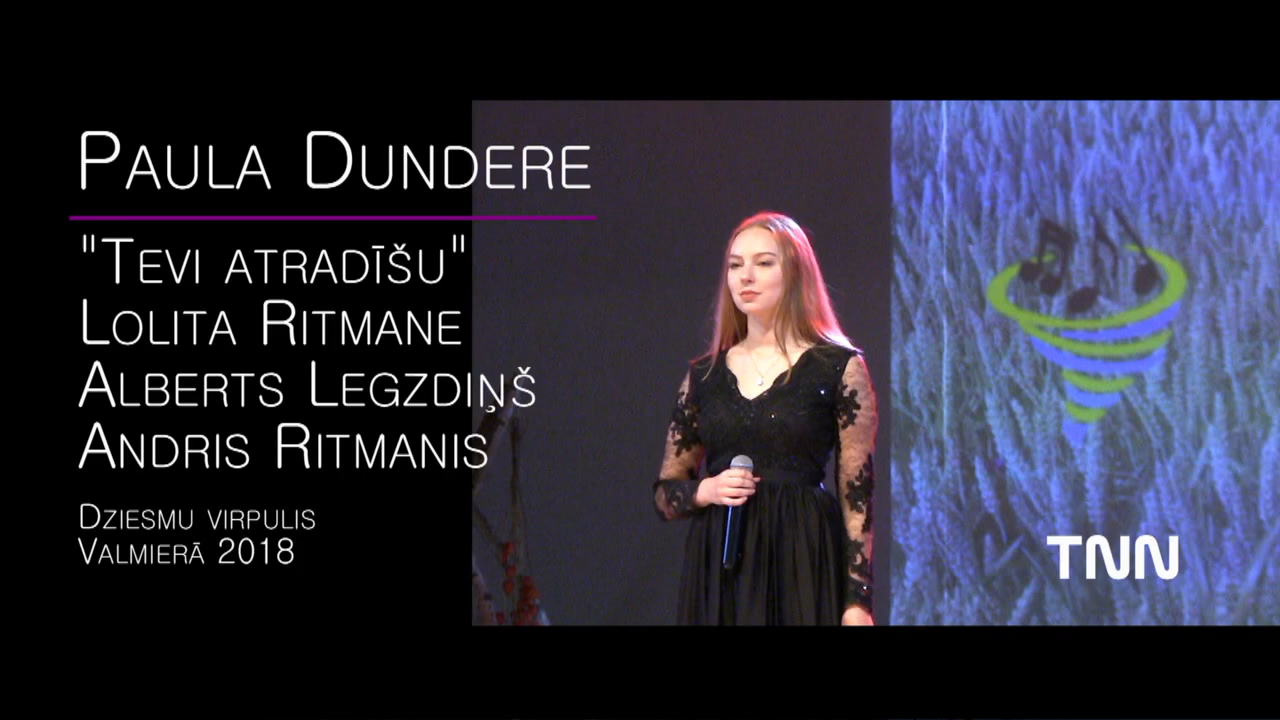 Paula Dundere
"Tevi atradīšu"
Lolita Ritmane
Alberts Legzdiņš
Andris Ritmanis
Dziesmu virpulis
Valmierā 2018
TNN